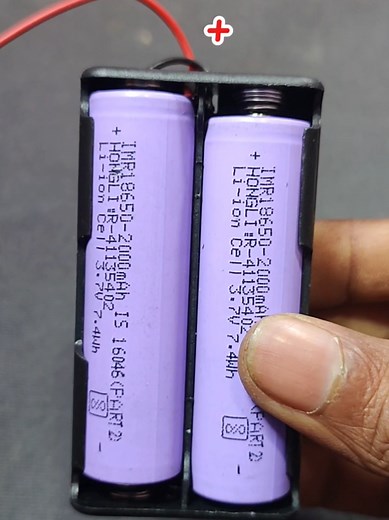 +
+ IMR18650-2000mAh IS 16046(PART2)
HONGLI:R-41135402
Li-ion Cell 3.7V 7.4Wh -
+ IMR18650-2000mAh (PART2)
HONGLI:R-41135402
Li-ion Cell 3.7V 7.4Wh -